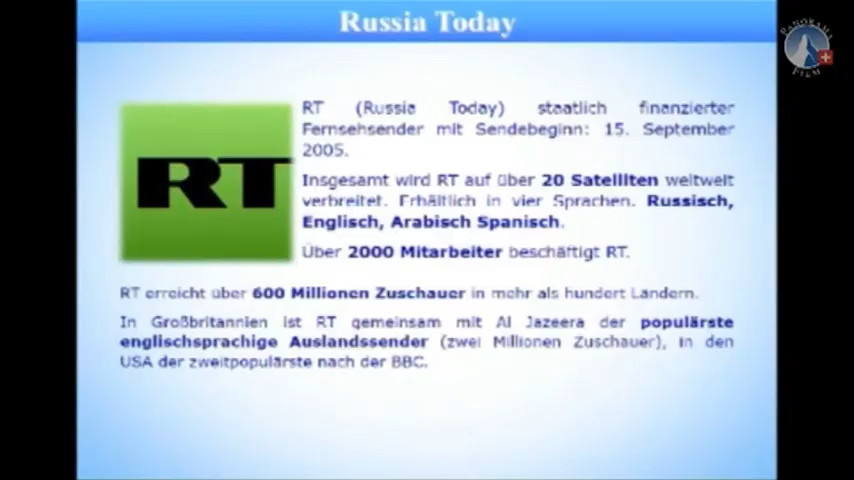 Russia Today
PANORAMA
FILM
RT
RT (Russia Today) staatlich finanzierter
Fernsehsender mit Sendebeginn: 15. September
2005.
Insgesamt wird RT auf über 20 Satelliten weltweit
verbreitet. Erhältlich in vier Sprachen. Russisch,
Englisch, Arabisch Spanisch.
Über 2000 Mitarbeiter beschäftigt RT.
RT erreicht über 600 Millionen Zuschauer in mehr als hundert Ländern.
In Großbritannien ist RT gemeinsam mit Al Jazeera der populärste
englischsprachige Auslandssender (zwei Millionen Zuschauer), in den
USA der zweitpopulärste nach der BBC.